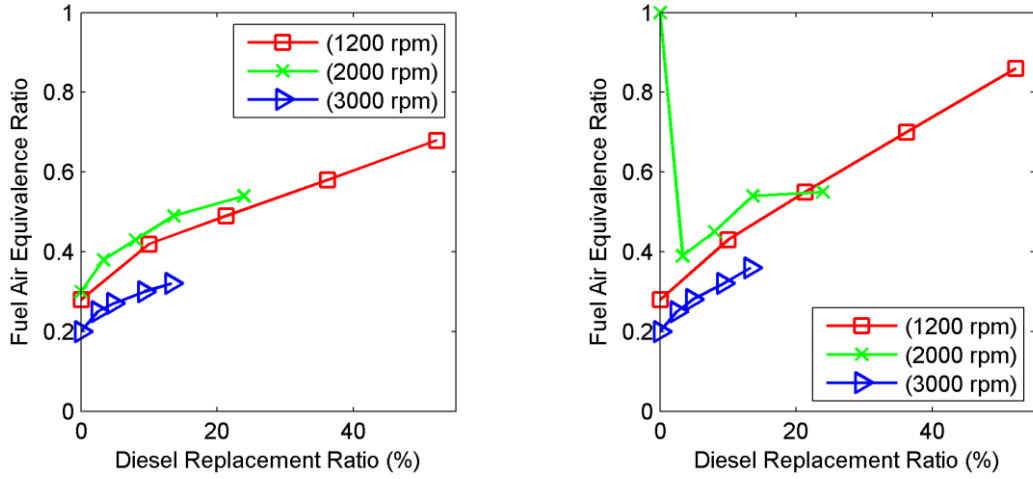 Fuel Air Equivalence Ratio
1
0.8
0.6
0.4
0.2
0
0 20 40
Diesel Replacement Ratio (%)
(1200 rpm)
(2000 rpm)
(3000 rpm)
Fuel Air Equivalence Ratio
1
0.8
0.6
0.4
0.2
0
0 20 40
Diesel Replacement Ratio (%)
(1200 rpm)
(2000 rpm)
(3000 rpm)